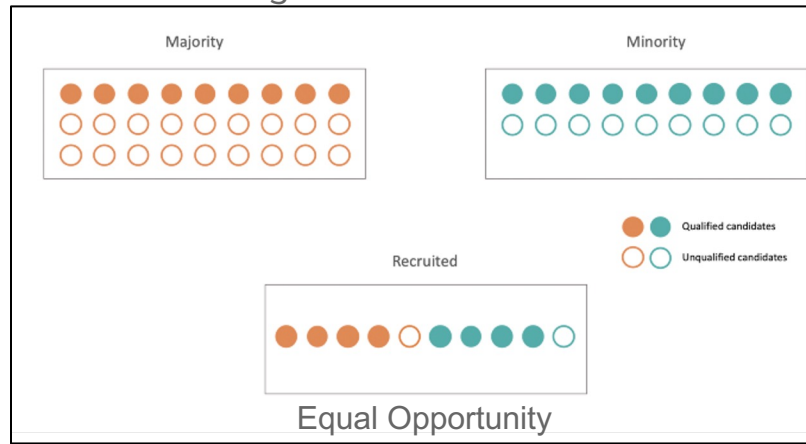 Majority
Minority
Qualified candidates
Unqualified candidates
Recruited
Equal Opportunity